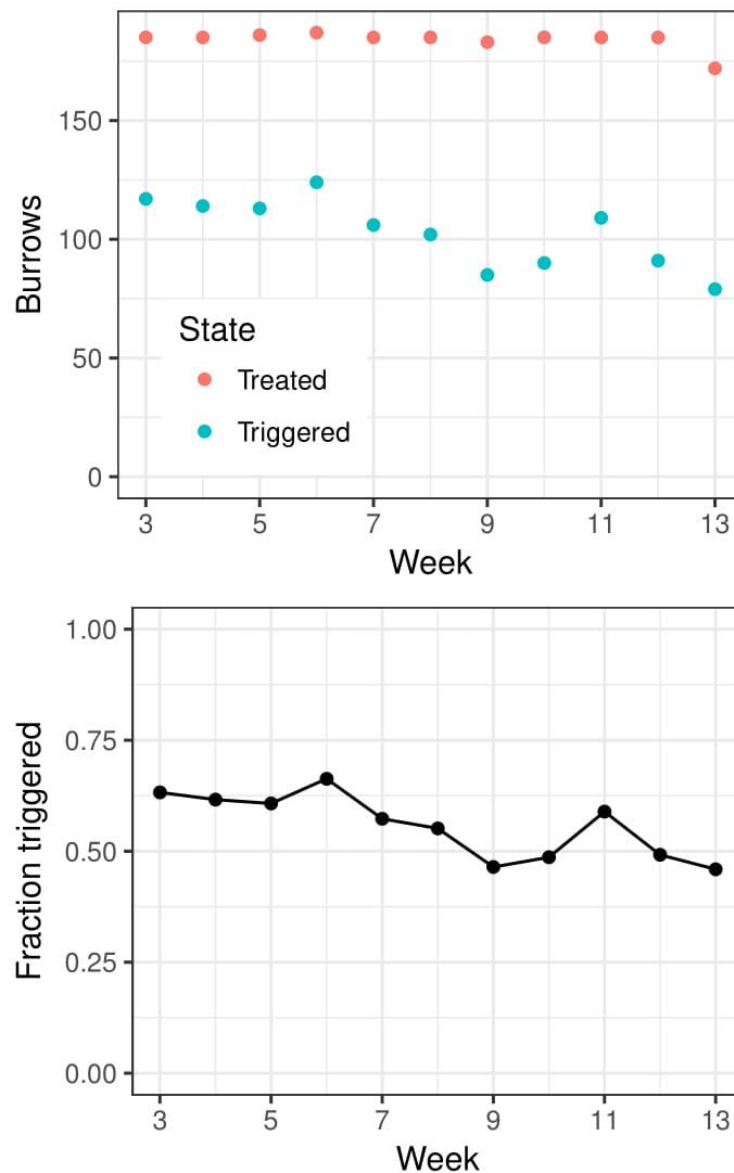 150
100
50
0
Burrows
State
Treated
Triggered
3 5 7 9 11 13
Week
1.00
0.75
0.50
0.25
0.00
Fraction triggered
3 5 7 9 11 13
Week